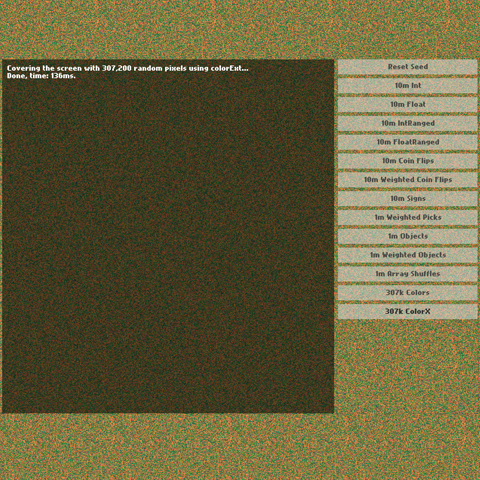 Covering the screen with 307,200 random pixels using colorExt...
Done, time: 136ms.
Reset Seed
10m Int
10m Float
10m IntRanged
10m FloatRanged
10m Coin Flips
10m Weighted Coin Flips
10m Signs
1m Weighted Picks
1m Objects
1m Weighted Objects
1m Array Shuffles
307k Colors
307k ColorX